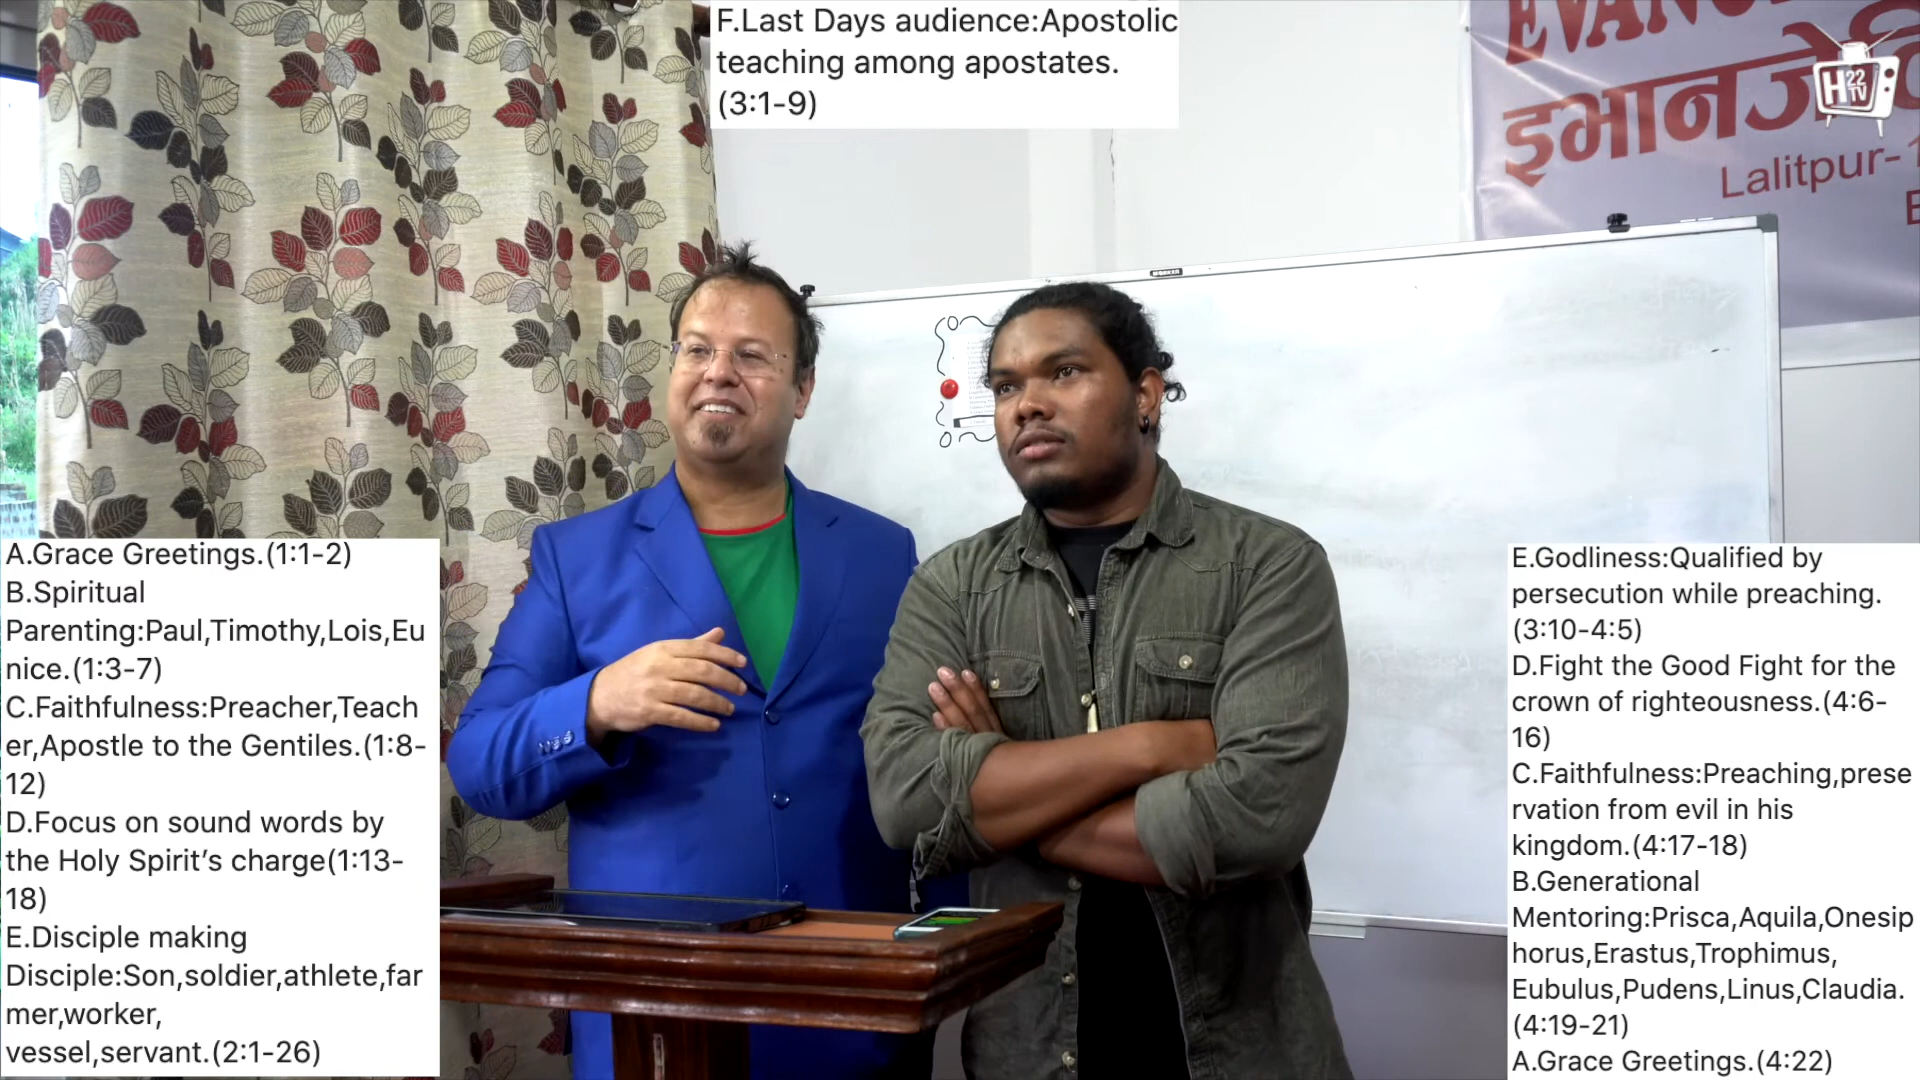 F.Last Days audience:Apostolic
teaching among apostates.
(3:1-9)
इभानजे
Lalitpur-1
H
22
TV
A.Grace Greetings.(1:1-2)
B.Spiritual
Parenting:Paul,Timothy,Lois,Eu
nice.(1:3-7)
C.Faithfulness:Preacher,Teach
er,Apostle to the Gentiles.(1:8-
12)
D.Focus on sound words by
the Holy Spirit’s charge(1:13-
18)
E.Disciple making
Disciple:Son,soldier,athlete,far
mer,worker,
vessel,servant.(2:1-26)
E.Godliness:Qualified by
persecution while preaching.
(3:10-4:5)
D.Fight the Good Fight for the
crown of righteousness.(4:6-
16)
C.Faithfulness:Preaching,prese
rvation from evil in his
kingdom.(4:17-18)
B.Generational
Mentoring:Prisca,Aquila,Onesip
horus,Erastus,Trophimus,
Eubulus,Pudens,Linus,Claudia.
(4:19-21)
A.Grace Greetings.(4:22)